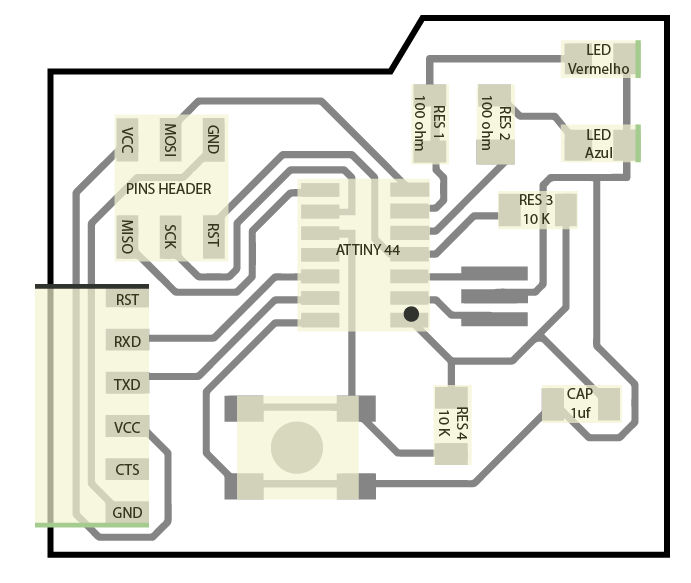 LED
Vermelho
RES 1
100 ohm
RES 2
100 ohm
LED
Azul
VCC
MOSI
GND
PINS HEADER
MISO
SCK
RST
RES 3
10 K
ATTINY 44
RST
RXD
TXD
VCC
CTS
GND
RES 4
10 K
CAP
1uf